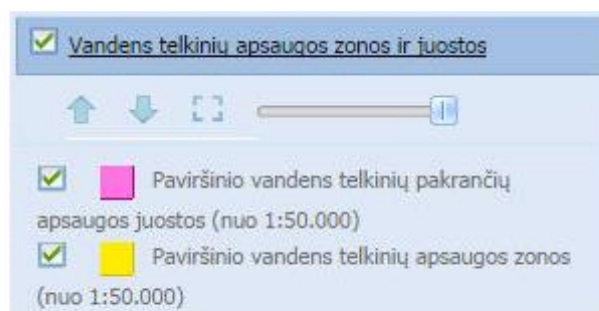 Vandens telkinių apsaugos zonos ir juostos
Paviršinio vandens telkinių pakrančių
apsaugos juostos (nuo 1:50.000)
Paviršinio vandens telkinių apsaugos zonos
(nuo 1:50.000)